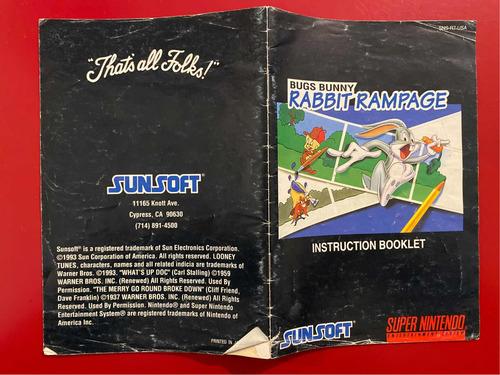 "That's all Folks!"
SUNSOFT®
11165 Knott Ave.
Cypress, CA 90630
(714) 891-4500
Sunsoft® is a registered trademark of Sun Electronics Corporation.
©1993 Sun Corporation of America. All rights reserved. LOONEY
TUNES, characters, names and all related indicia are trademarks of
Warner Bros. ©1993. "WHAT'S UP DOC" (Carl Stalling) ©1959
WARNER BROS. INC. (Renewed) All Rights Reserved. Used By
Permission. "THE MERRY GO ROUND BROKE DOWN" (Cliff Friend,
Dave Franklin) ©1937 WARNER BROS. INC. (Renewed) All Rights
Reserved. Used By Permission. Nintendo® and Super Nintendo
Entertainment System® are registered trademarks of Nintendo of
America Inc.
PRINTED IN
SNS-R7-USA
BUGS BUNNY
RABBIT RAMPAGE
INSTRUCTION BOOKLET
SUNSOFT®
SUPER NINTENDO
ENTERTAINMENT SYSTEM